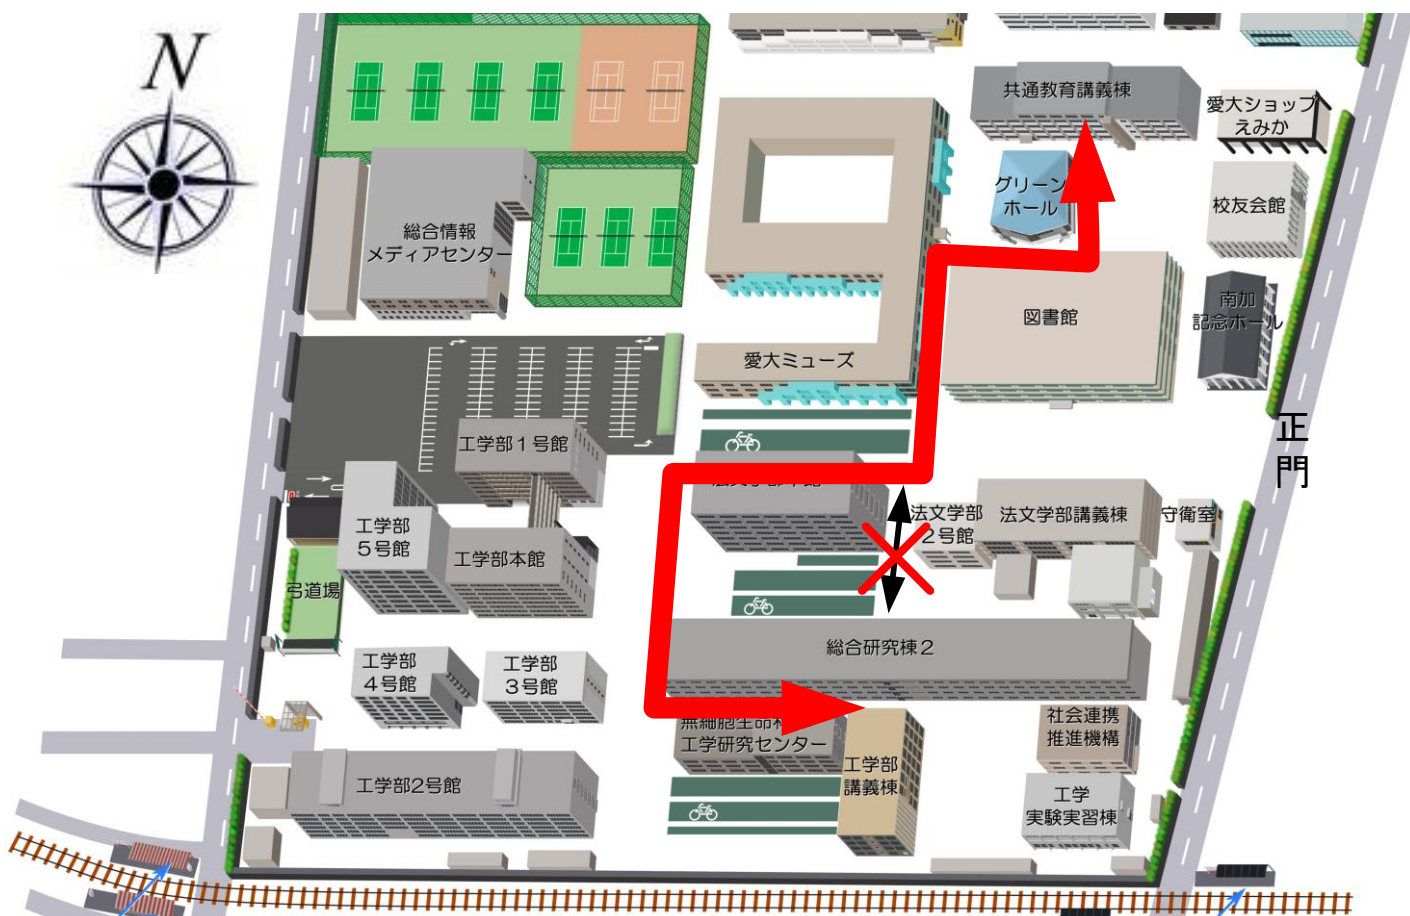 N
共通教育講義棟
愛大ショップ
えみか
グリーン
ホール
校友会館
総合情報
メディアセンター
南加
記念ホール
図書館
愛大ミューズ
正
門
工学部1号館
工学部
5号館
工学部本館
法文学部
2号館
法文学部講義棟
守衛室
弓道場
総合研究棟2
工学部
4号館
工学部
3号館
社会連携
推進機構
工学研究センター
工学部
講義棟
工学部2号館
工学
実験実習棟